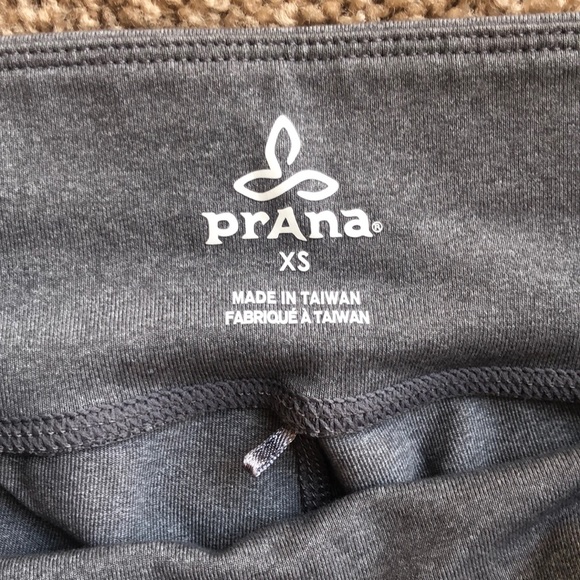 prAna®
XS
MADE IN TAIWAN
FABRIQUÉ À TAIWAN